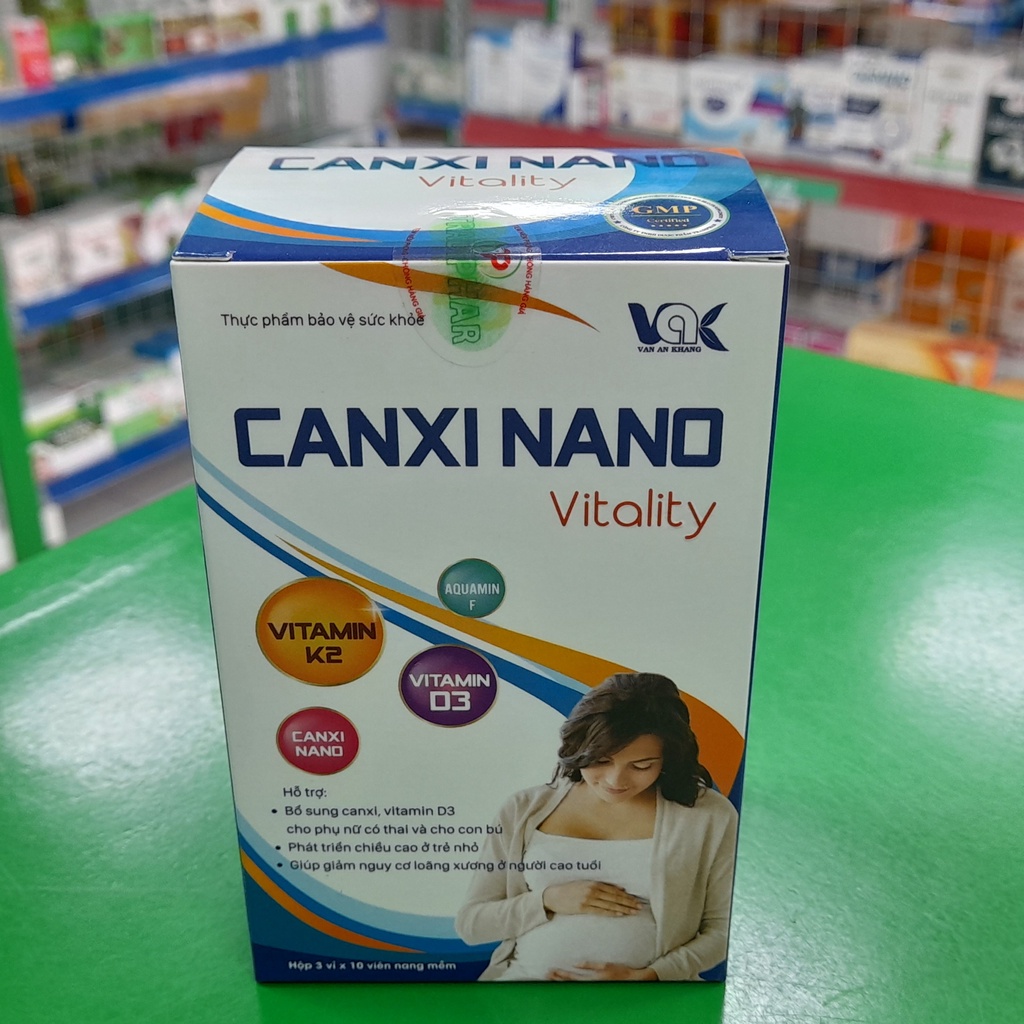 CANXI NANO
Vitality
GMP
Certified
Thực phẩm bảo vệ sức khỏe
VAK
VAN AN KHANG
CANXI NANO
Vitality
AQUAMIN
F
VITAMIN
K2
VITAMIN
D3
CANXI
NANO
Hỗ trợ:
• Bổ sung canxi, vitamin D3
cho phụ nữ có thai và cho con bú
• Phát triển chiều cao ở trẻ nhỏ
• Giúp giảm nguy cơ loãng xương ở người cao tuổi
Hộp 3 vỉ x 10 viên nang mềm